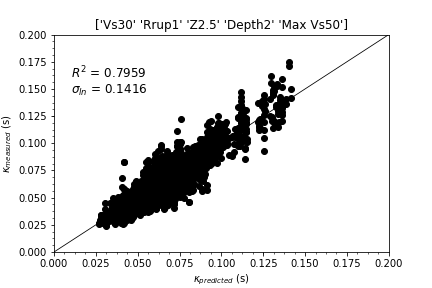 ['Vs30' 'Rrup1' 'Z2.5' 'Depth2' 'Max Vs50']
0.200
0.175
0.150
0.125
0.100
0.075
0.050
0.025
0.000
κmeasured (s)
R² = 0.7959
σln = 0.1416
0.000 0.025 0.050 0.075 0.100 0.125 0.150 0.175 0.200
κpredicted (s)